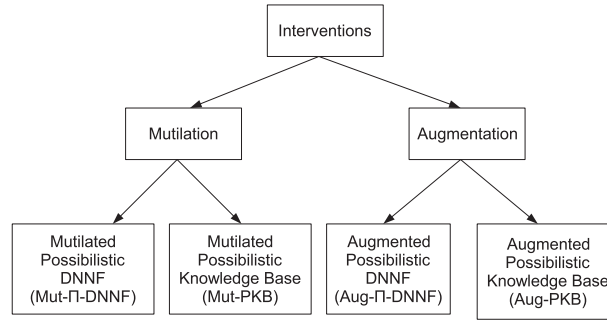 Interventions
Mutilation
Augmentation
Mutilated
Possibilistic
DNNF
(Mut-Π-DNNF)
Mutilated
Possibilistic
Knowledge Base
(Mut-PKB)
Augmented
Possibilistic
DNNF
(Aug-Π-DNNF)
Augmented
Possibilistic
Knowledge Base
(Aug-PKB)